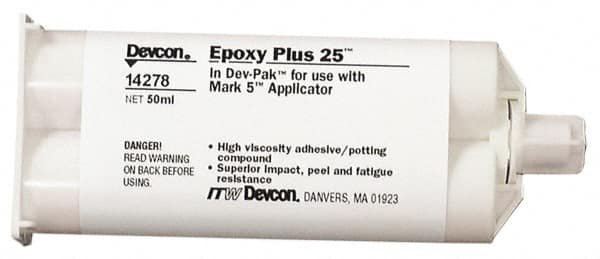 Devcon®
14278
NET 50ml
Epoxy Plus 25™
In Dev-Pak™ for use with
Mark 5™ Applicator
DANGER!
READ WARNING
ON BACK BEFORE
USING.
• High viscosity adhesive/potting
compound
• Superior impact, peel and fatigue
resistance
ITW Devcon® DANVERS, MA 01923